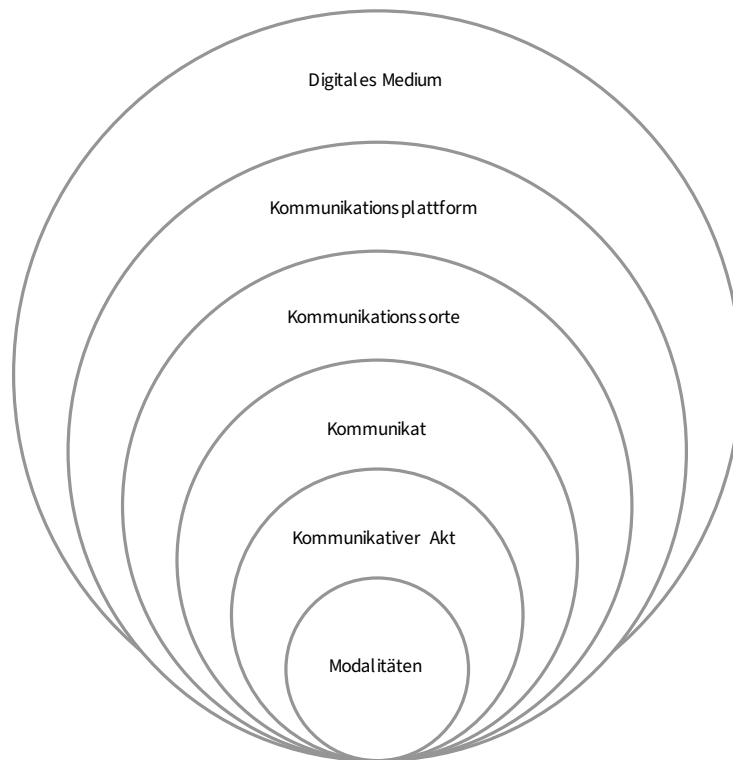 Digitales Medium
Kommunikationsplattform
Kommunikationssorte
Kommunikat
Kommunikativer Akt
Modalitäten